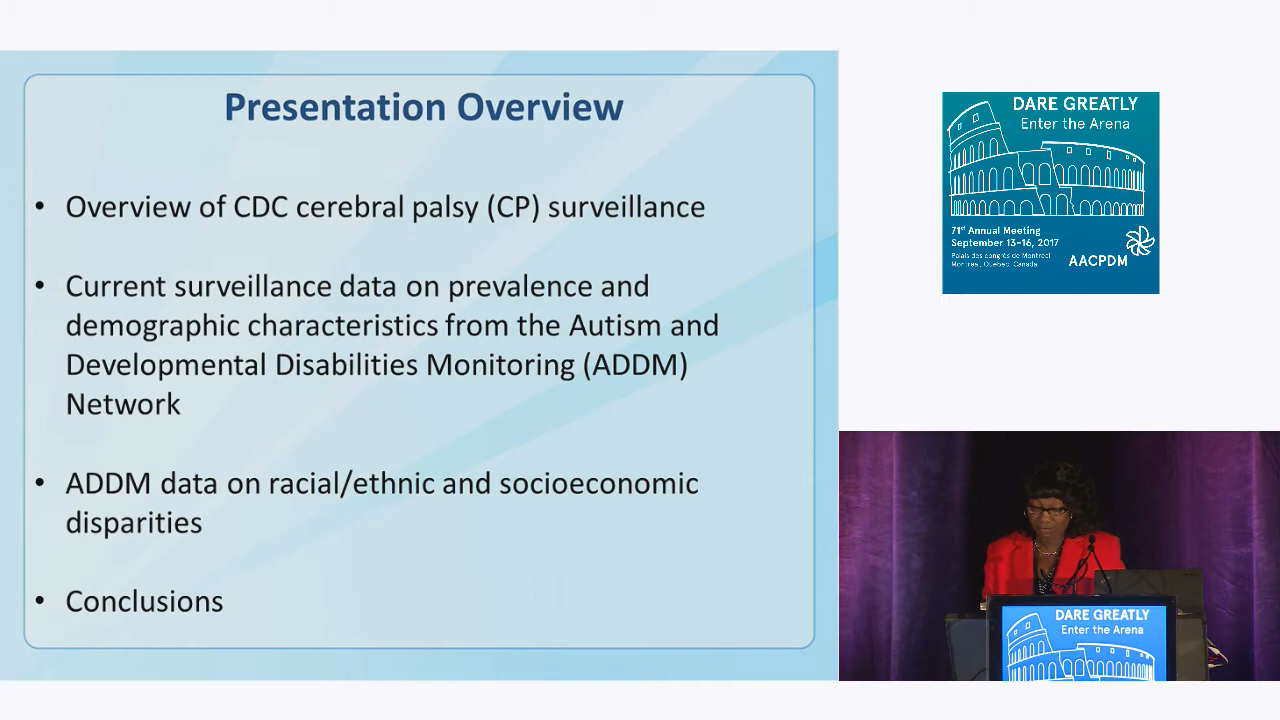 Presentation Overview
• Overview of CDC cerebral palsy (CP) surveillance
• Current surveillance data on prevalence and
demographic characteristics from the Autism and
Developmental Disabilities Monitoring (ADDM)
Network
• ADDM data on racial/ethnic and socioeconomic
disparities
• Conclusions
DARE GREATLY
Enter the Arena
71st Annual Meeting
September 13-16, 2017
Palais des congrès de Montréal
Montreal, Quebec, Canada
AACPDM
DARE GREATLY
Enter the Arena